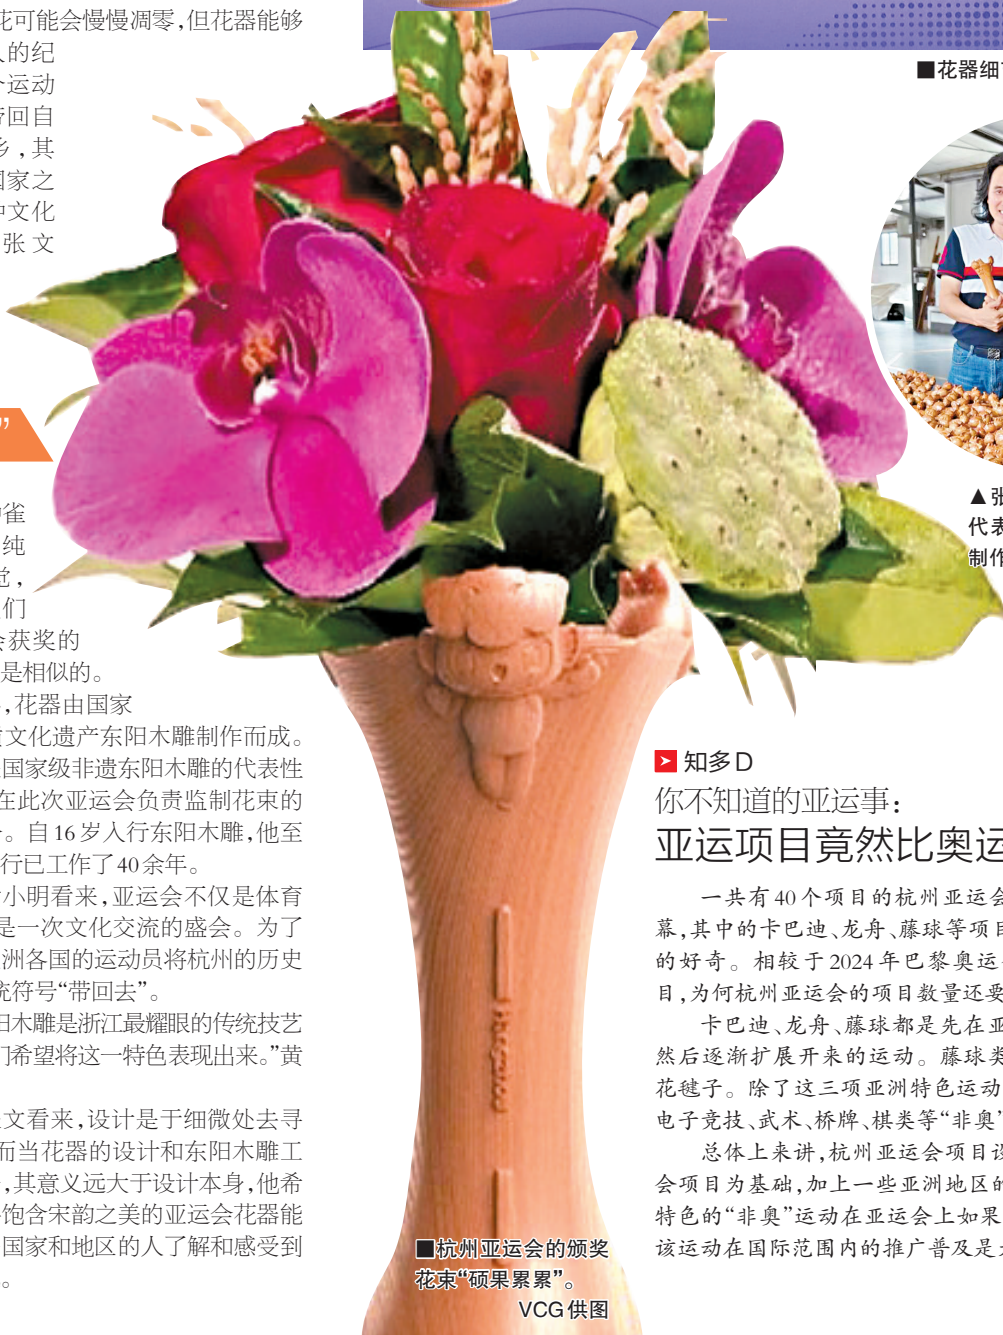 花可能会慢慢凋零，但花器能够
人的纪
个运动
带回自
乡，其
国家之
中文化
张文
”
雀
纯
觉，
们
会获奖的
是相似的。
，花器由国家
质文化遗产东阳木雕制作而成。
国家级非遗东阳木雕的代表性
在此次亚运会负责监制花束的
。自16岁入行东阳木雕，他至
行已工作了40余年。
小明看来，亚运会不仅是体育
是一次文化交流的盛会。为了
洲各国的运动员将杭州的历史
统符号“带回去”。
阳木雕是浙江最耀眼的传统技艺
们希望将这一特色表现出来。”黄
文看来，设计是于细微处去寻
而当花器的设计和东阳木雕工
，其意义远大于设计本身，他希
饱含宋韵之美的亚运会花器能
国家和地区的人了解和感受到
。
■花器细
▲张
代表
制作
Hangzhou
■杭州亚运会的颁奖
花束“硕果累累”。
VCG供图
知多D
你不知道的亚运事：
亚运项目竟然比奥运
一共有40个项目的杭州亚运会
幕，其中的卡巴迪、龙舟、藤球等项目
的好奇。相较于2024年巴黎奥运
目，为何杭州亚运会的项目数量还要
卡巴迪、龙舟、藤球都是先在亚
然后逐渐扩展开来的运动。藤球类
花毽子。除了这三项亚洲特色运动
电子竞技、武术、桥牌、棋类等“非奥”
总体上来讲，杭州亚运会项目设
会项目为基础，加上一些亚洲地区的
特色的“非奥”运动在亚运会上如果
该运动在国际范围内的推广普及是